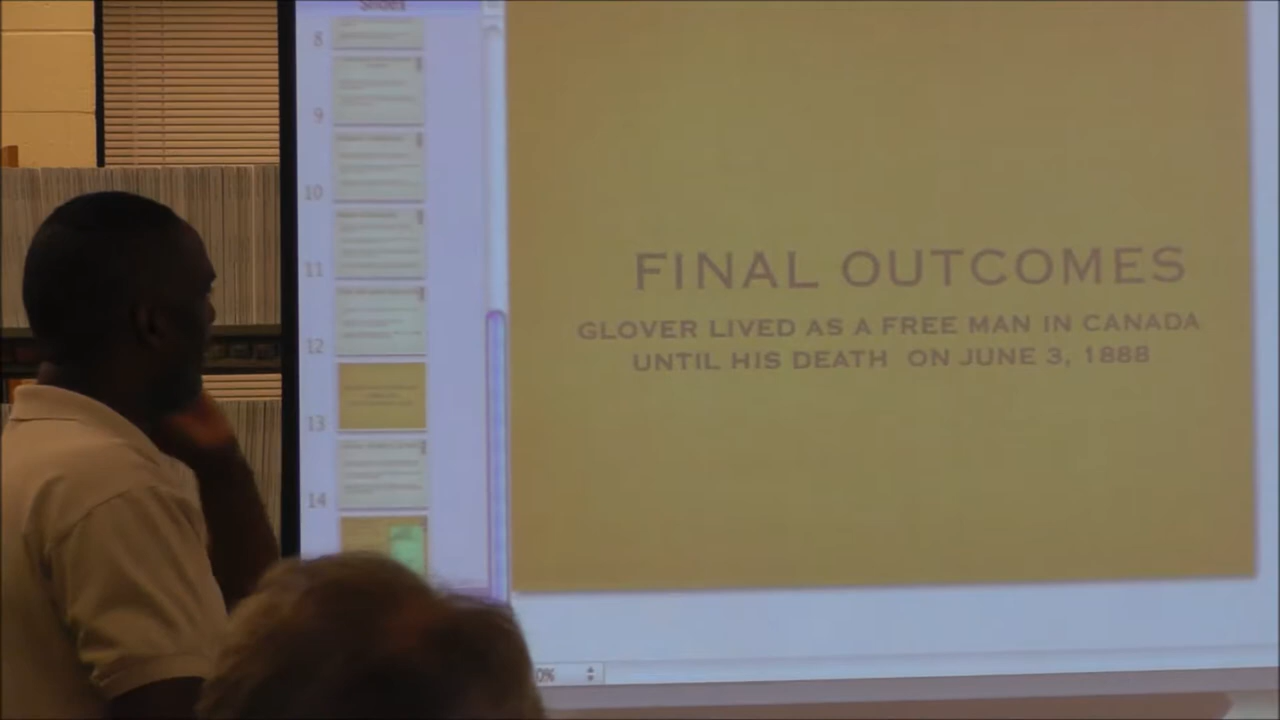 Slides
8
9
10
11
12
13
14
FINAL OUTCOMES
GLOVER LIVED AS A FREE MAN IN CANADA
UNTIL HIS DEATH ON JUNE 3, 1888
0%